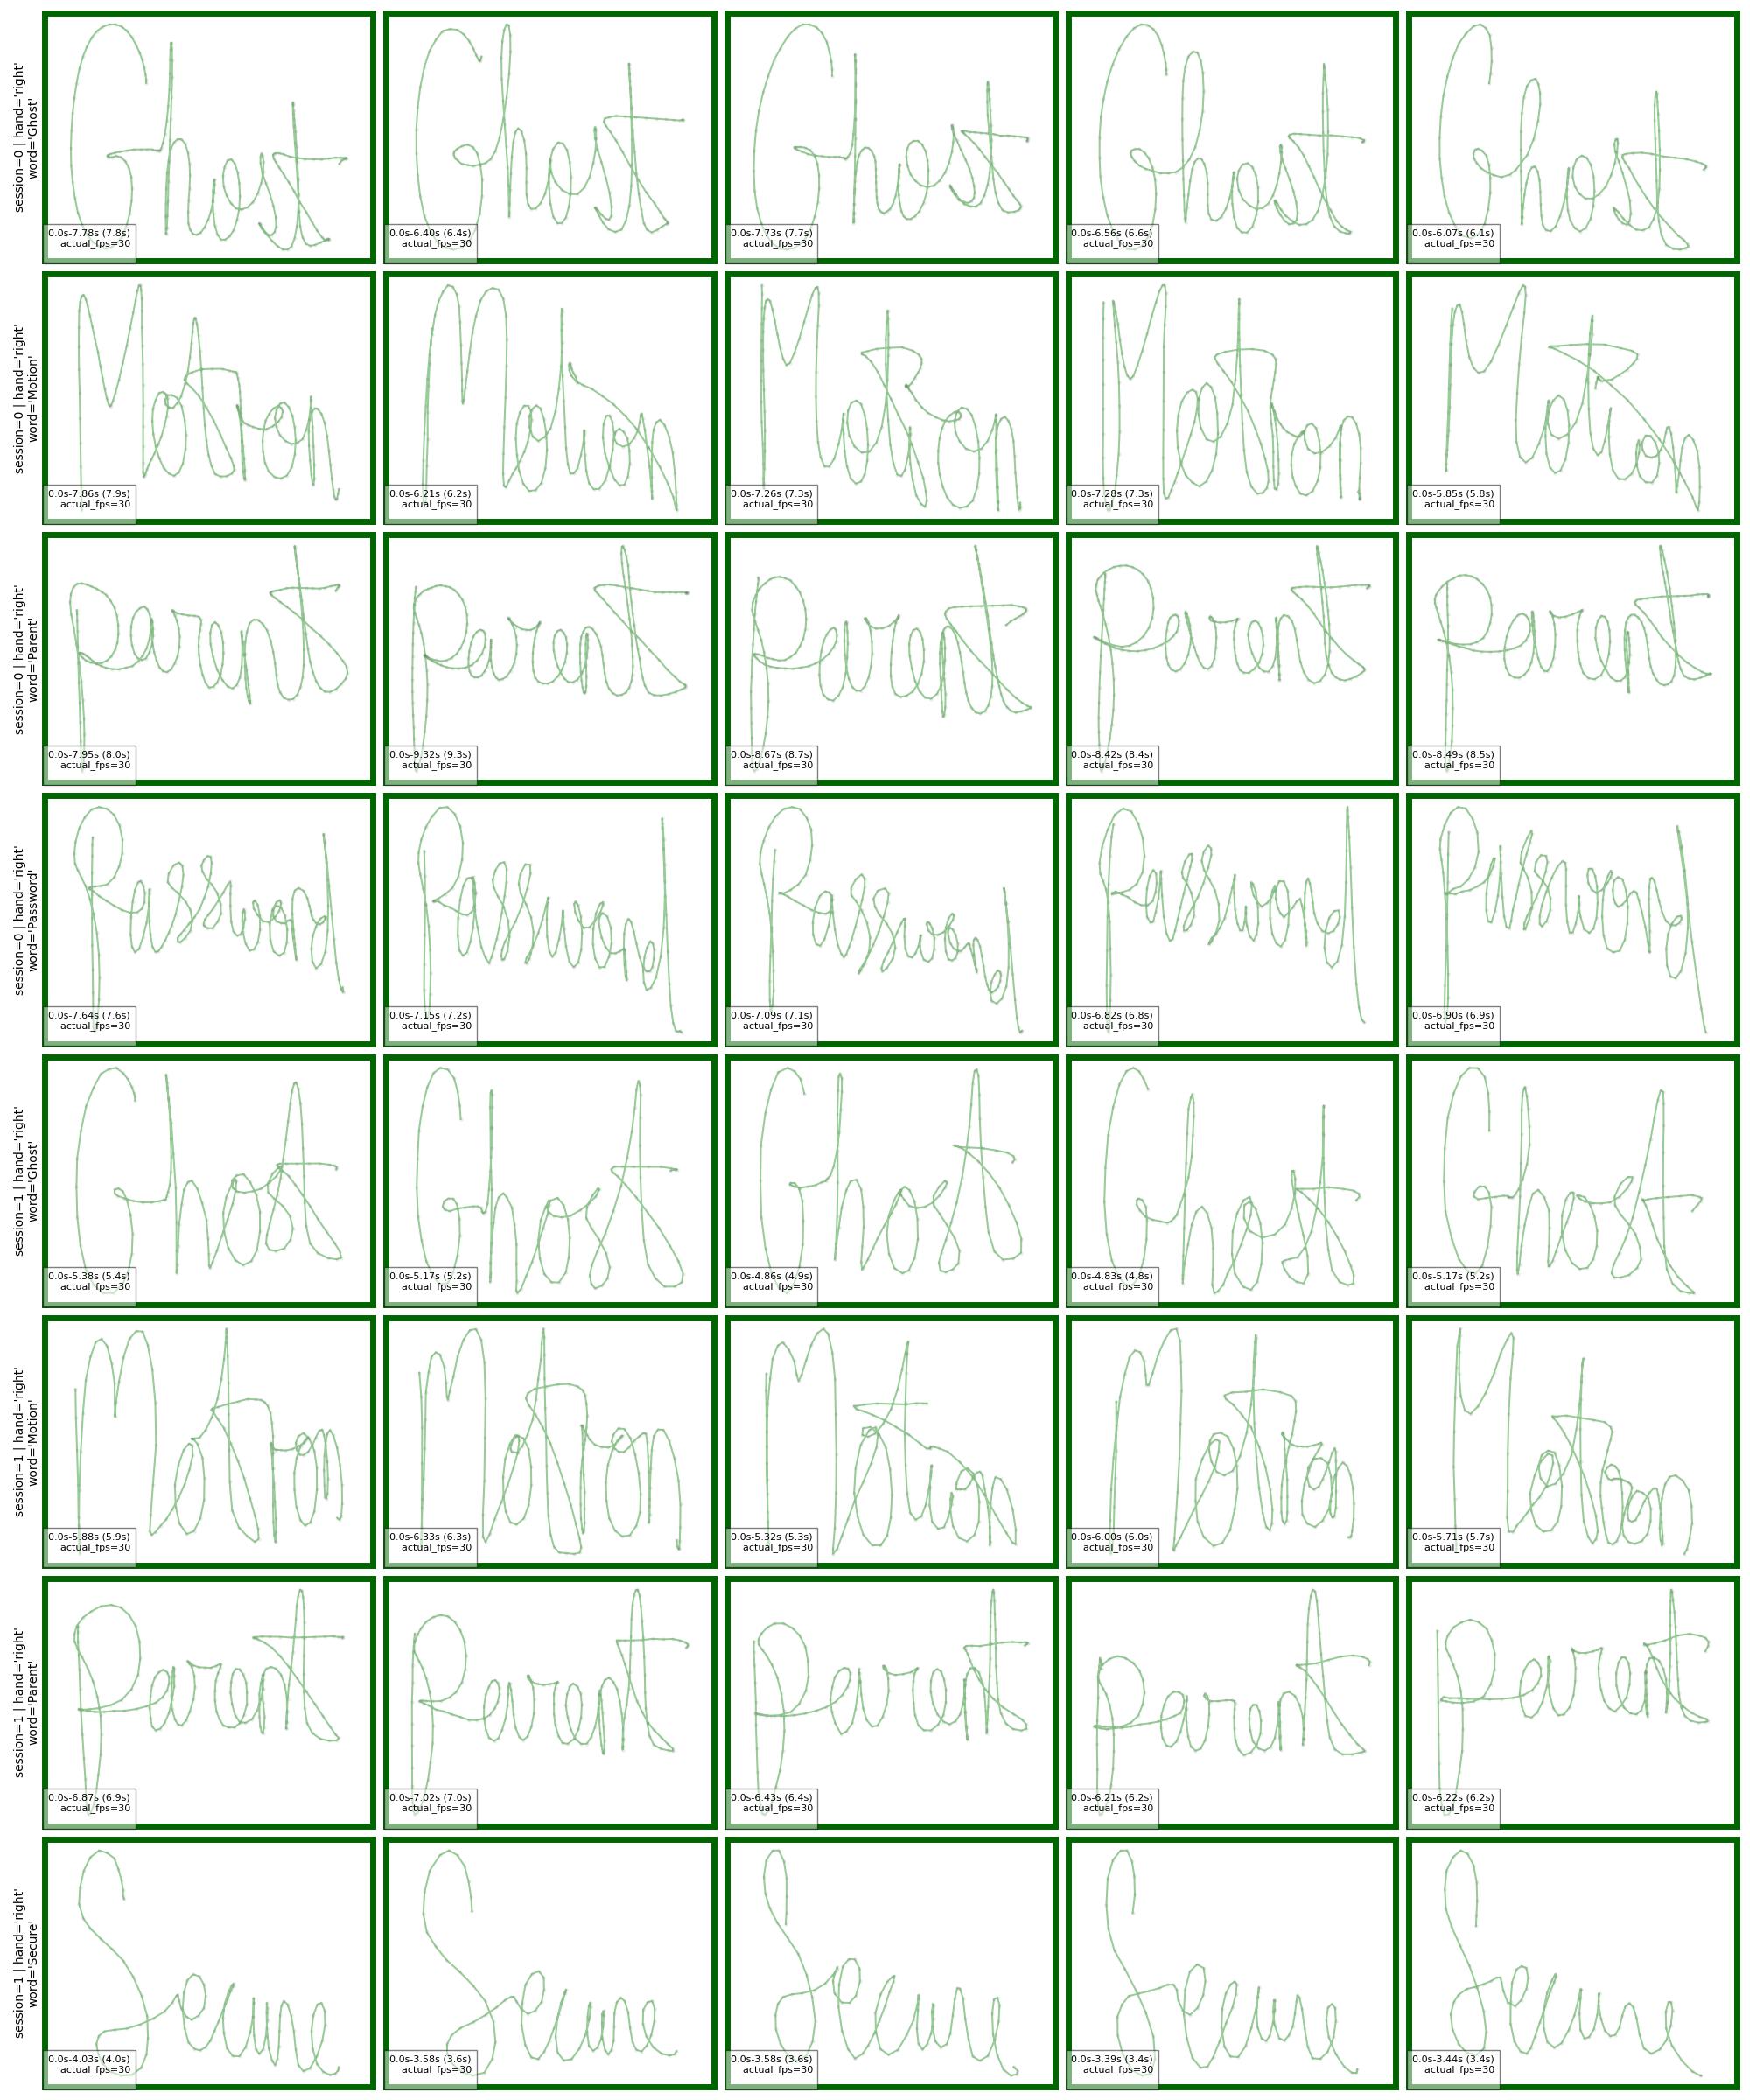 session=0 | hand='right'
word='Ghost'
Ghost Ghost Ghost Ghost Ghost
0.0s-7.78s (7.8s) 0.0s-6.40s (6.4s) 0.0s-7.73s (7.7s) 0.0s-6.56s (6.6s) 0.0s-6.07s (6.1s)
actual_fps=30 actual_fps=30 actual_fps=30 actual_fps=30 actual_fps=30
session=0 | hand='right'
word='Motion'
Motion Motion Motion Motion Motion
0.0s-7.86s (7.9s) 0.0s-6.21s (6.2s) 0.0s-7.26s (7.3s) 0.0s-7.28s (7.3s) 0.0s-5.85s (5.8s)
actual_fps=30 actual_fps=30 actual_fps=30 actual_fps=30 actual_fps=30
session=0 | hand='right'
word='Parent'
Parent Parent Parent Parent Parent
0.0s-7.95s (8.0s) 0.0s-9.32s (9.3s) 0.0s-8.67s (8.7s) 0.0s-8.42s (8.4s) 0.0s-8.49s (8.5s)
actual_fps=30 actual_fps=30 actual_fps=30 actual_fps=30 actual_fps=30
session=0 | hand='right'
word='Password'
Password Password Password Password Password
0.0s-7.64s (7.6s) 0.0s-7.15s (7.2s) 0.0s-7.09s (7.1s) 0.0s-6.82s (6.8s) 0.0s-6.90s (6.9s)
actual_fps=30 actual_fps=30 actual_fps=30 actual_fps=30 actual_fps=30
session=1 | hand='right'
word='Ghost'
Ghost Ghost Ghost Ghost Ghost
0.0s-5.38s (5.4s) 0.0s-5.17s (5.2s) 0.0s-4.86s (4.9s) 0.0s-4.83s (4.8s) 0.0s-5.17s (5.2s)
actual_fps=30 actual_fps=30 actual_fps=30 actual_fps=30 actual_fps=30
session=1 | hand='right'
word='Motion'
Motion Motion Motion Motion Motion
0.0s-5.88s (5.9s) 0.0s-6.33s (6.3s) 0.0s-5.32s (5.3s) 0.0s-6.00s (6.0s) 0.0s-5.71s (5.7s)
actual_fps=30 actual_fps=30 actual_fps=30 actual_fps=30 actual_fps=30
session=1 | hand='right'
word='Parent'
Parent Parent Parent Parent Parent
0.0s-6.87s (6.9s) 0.0s-7.02s (7.0s) 0.0s-6.43s (6.4s) 0.0s-6.21s (6.2s) 0.0s-6.22s (6.2s)
actual_fps=30 actual_fps=30 actual_fps=30 actual_fps=30 actual_fps=30
session=1 | hand='right'
word='Secure'
Secure Secure Secure Secure Secure
0.0s-4.03s (4.0s) 0.0s-3.58s (3.6s) 0.0s-3.58s (3.6s) 0.0s-3.39s (3.4s) 0.0s-3.44s (3.4s)
actual_fps=30 actual_fps=30 actual_fps=30 actual_fps=30 actual_fps=30